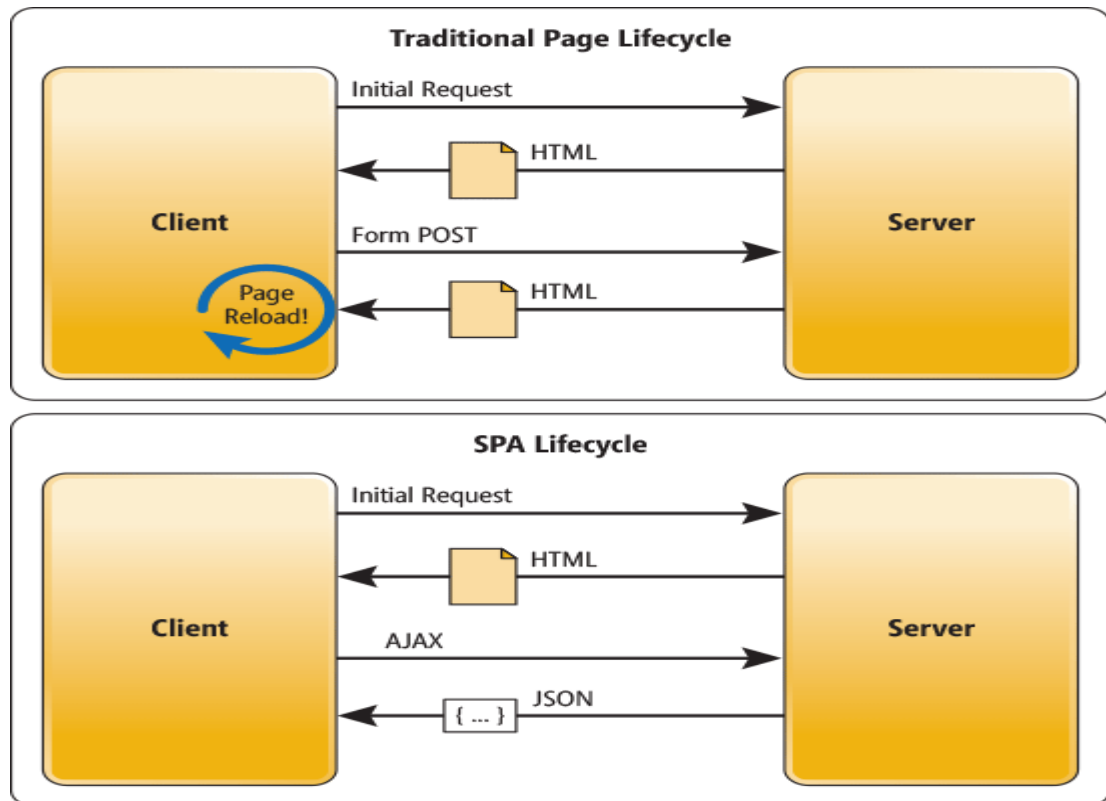 Traditional Page Lifecycle
Initial Request
HTML
Client
Server
Form POST
HTML
Page
Reload!
SPA Lifecycle
Initial Request
HTML
Client
Server
AJAX
JSON
{ ... }